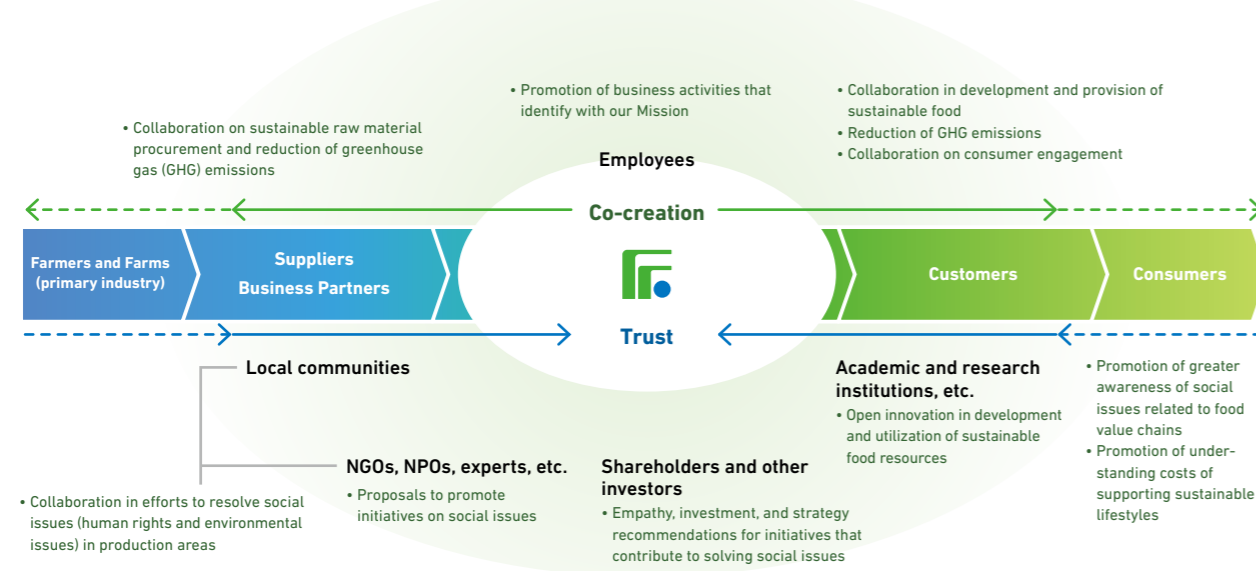 • Promotion of business activities that
identify with our Mission
• Collaboration in development and provision of
sustainable food
• Reduction of GHG emissions
• Collaboration on consumer engagement
• Collaboration on sustainable raw material
procurement and reduction of greenhouse
gas (GHG) emissions
Employees
Co-creation
Farmers and Farms
(primary industry)
Suppliers
Business Partners
Customers
Consumers
Trust
Local communities
Academic and research
institutions, etc.
• Open innovation in development
and utilization of sustainable
food resources
• Promotion of greater
awareness of social
issues related to food
value chains
• Promotion of under-
standing costs of
supporting sustainable
lifestyles
NGOs, NPOs, experts, etc.
• Proposals to promote
initiatives on social issues
Shareholders and other
investors
• Empathy, investment, and strategy
recommendations for initiatives that
contribute to solving social issues
• Collaboration in efforts to resolve social
issues (human rights and environmental
issues) in production areas